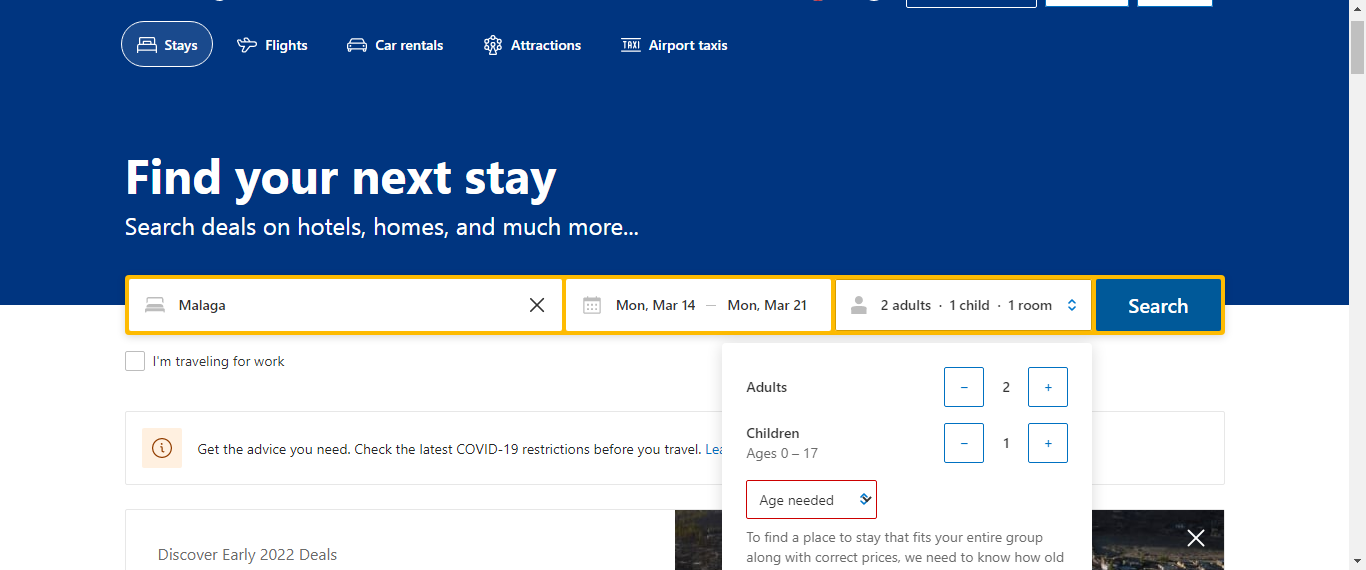 Stays
Flights
Car rentals
Attractions
TAXI Airport taxis
Find your next stay
Search deals on hotels, homes, and much more...
Malaga
Mon, Mar 14 — Mon, Mar 21
2 adults · 1 child · 1 room
Search
I'm traveling for work
Adults
− 2 +
Children
Ages 0 – 17
− 1 +
Age needed
To find a place to stay that fits your entire group
along with correct prices, we need to know how old
Get the advice you need. Check the latest COVID-19 restrictions before you travel.
Discover Early 2022 Deals